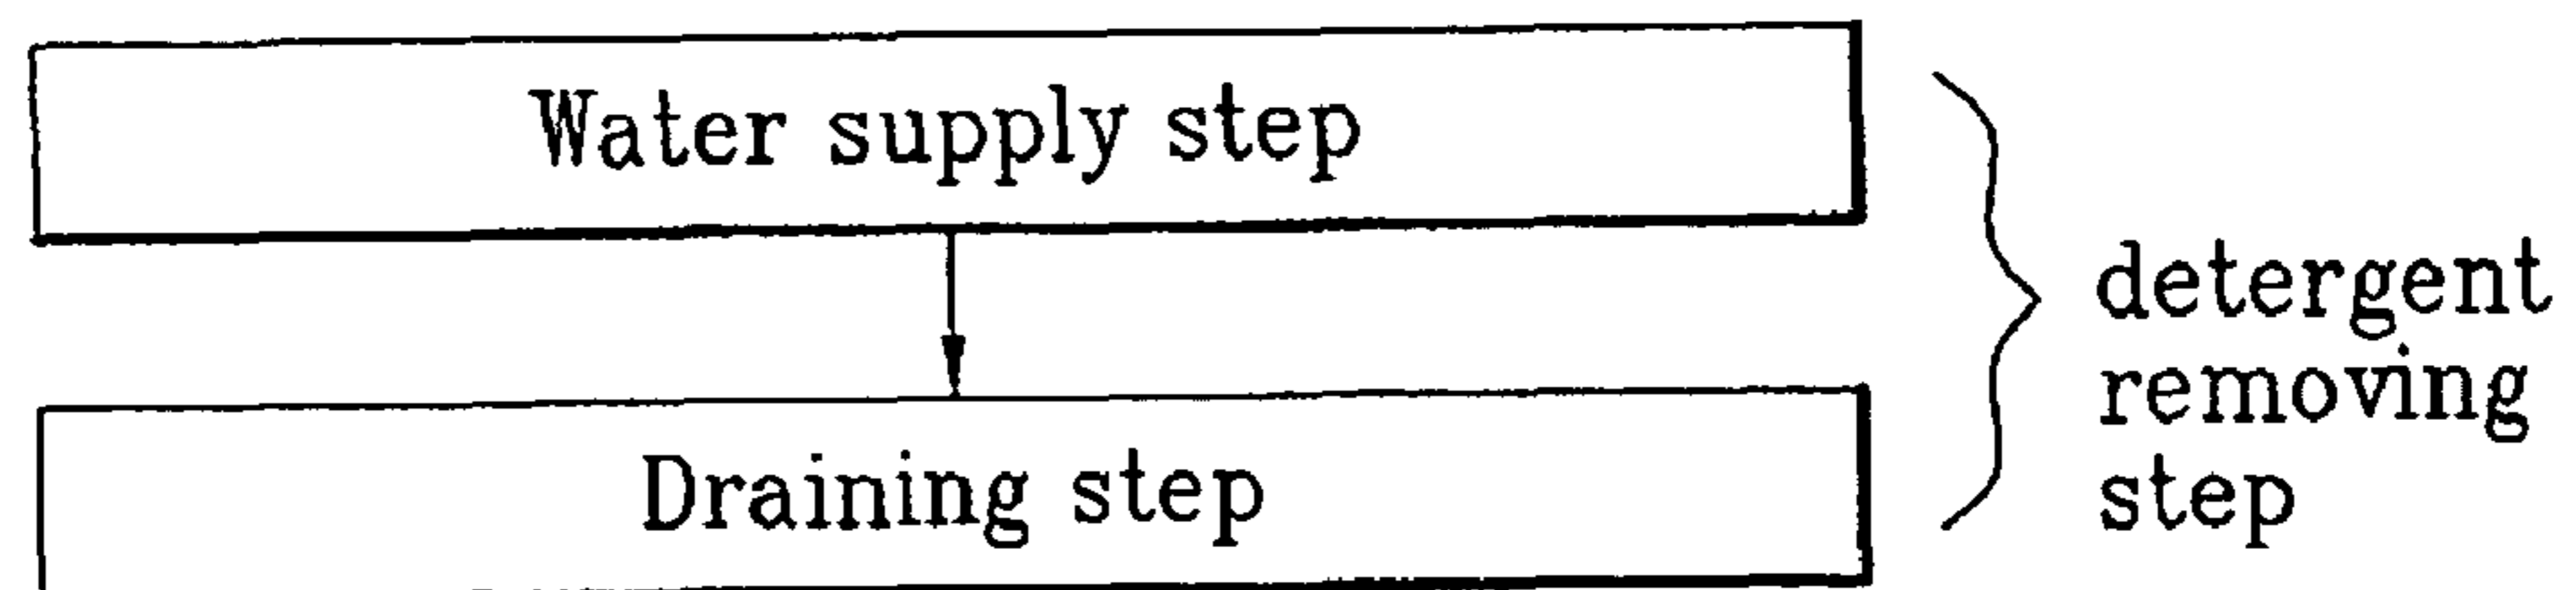 Water supply step
detergent
removing
step
Draining step